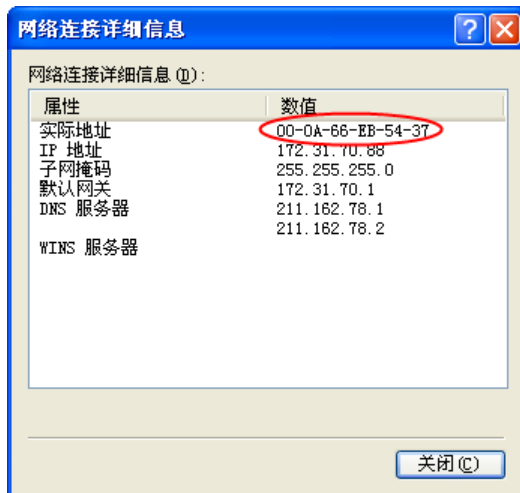 网络连接详细信息
网络连接详细信息(D):
属性 数值
实际地址 00-0A-66-EB-54-37
IP 地址 172.31.70.88
子网掩码 255.255.255.0
默认网关 172.31.70.1
DNS 服务器 211.162.78.1
211.162.78.2
WINS 服务器
关闭(C)